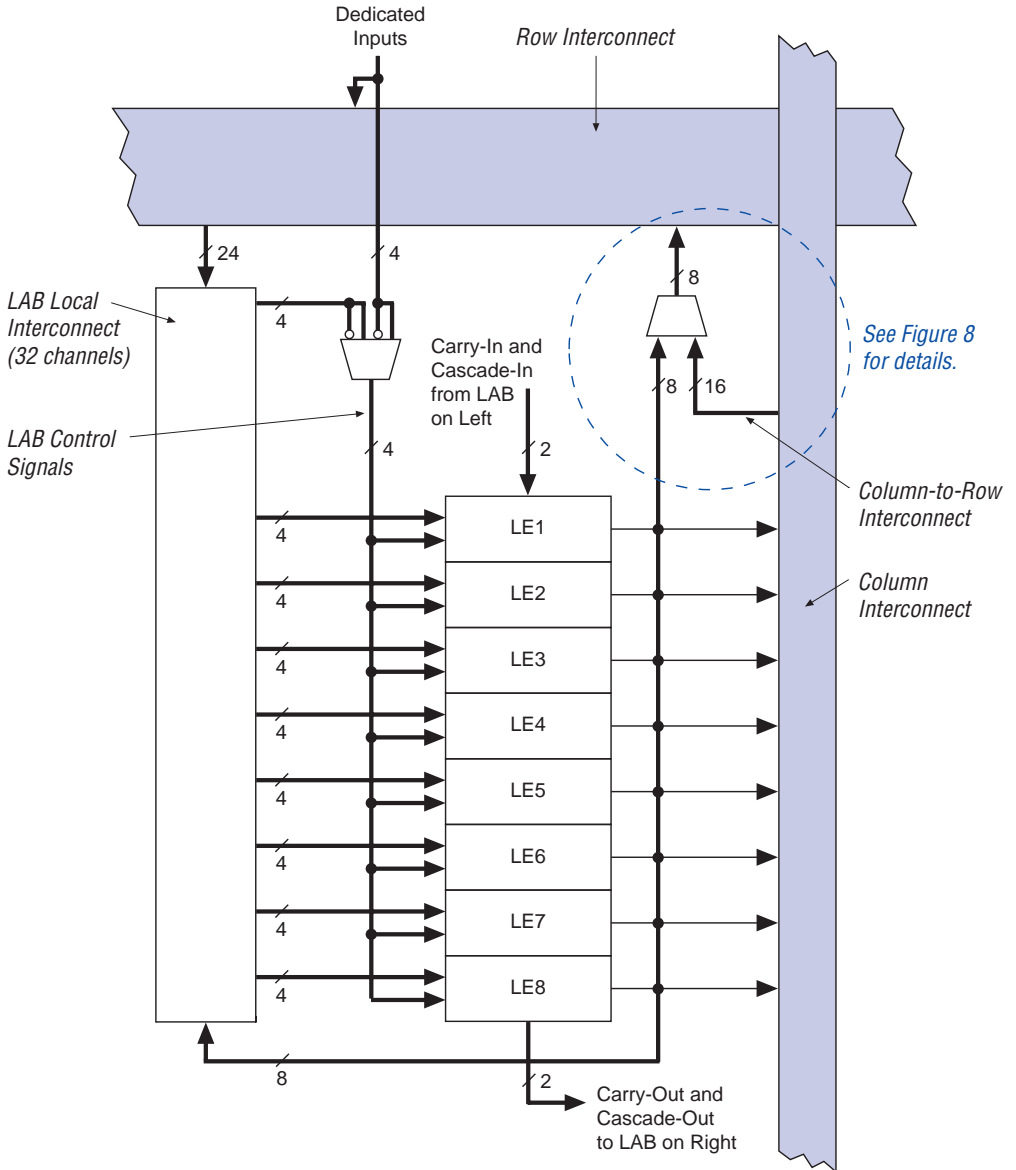 Dedicated
Inputs
Row Interconnect
24
4
8
LAB Local
Interconnect
(32 channels)
4
See Figure 8
for details.
Carry-In and
Cascade-In
from LAB
on Left
8
16
LAB Control
Signals
4
2
Column-to-Row
Interconnect
4
LE1
4
LE2
Column
Interconnect
4
LE3
4
LE4
4
LE5
4
LE6
4
LE7
4
LE8
8
2
Carry-Out and
Cascade-Out
to LAB on Right